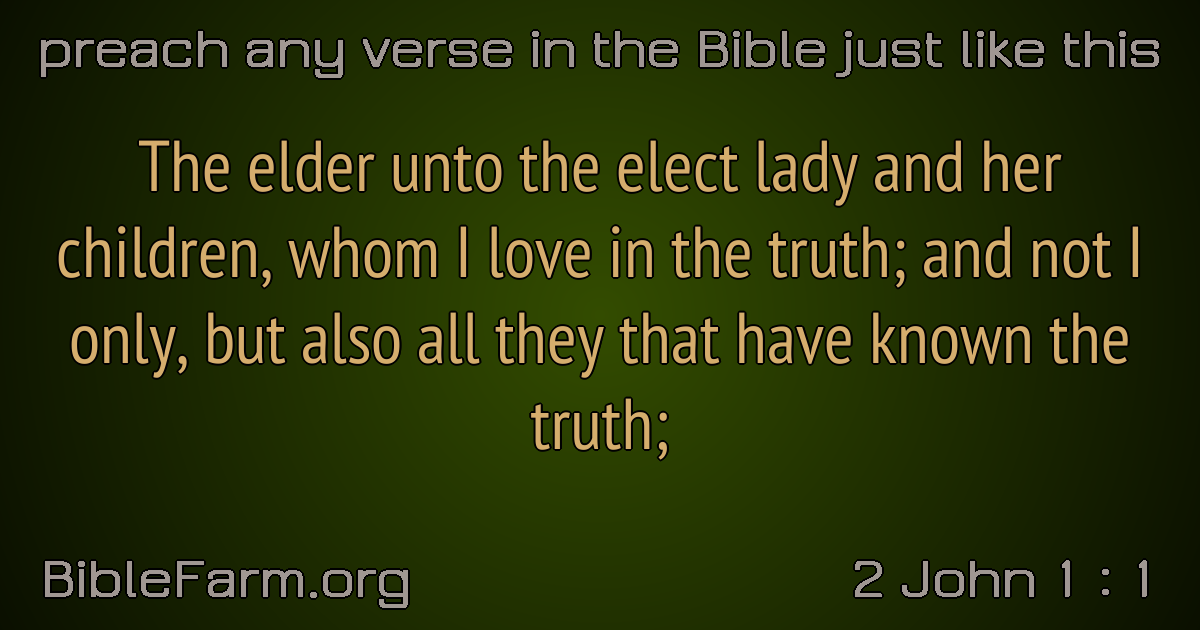 preach any verse in the Bible just like this
The elder unto the elect lady and her
children, whom I love in the truth; and not I
only, but also all they that have known the
truth;
BibleFarm.org
2 John 1 : 1